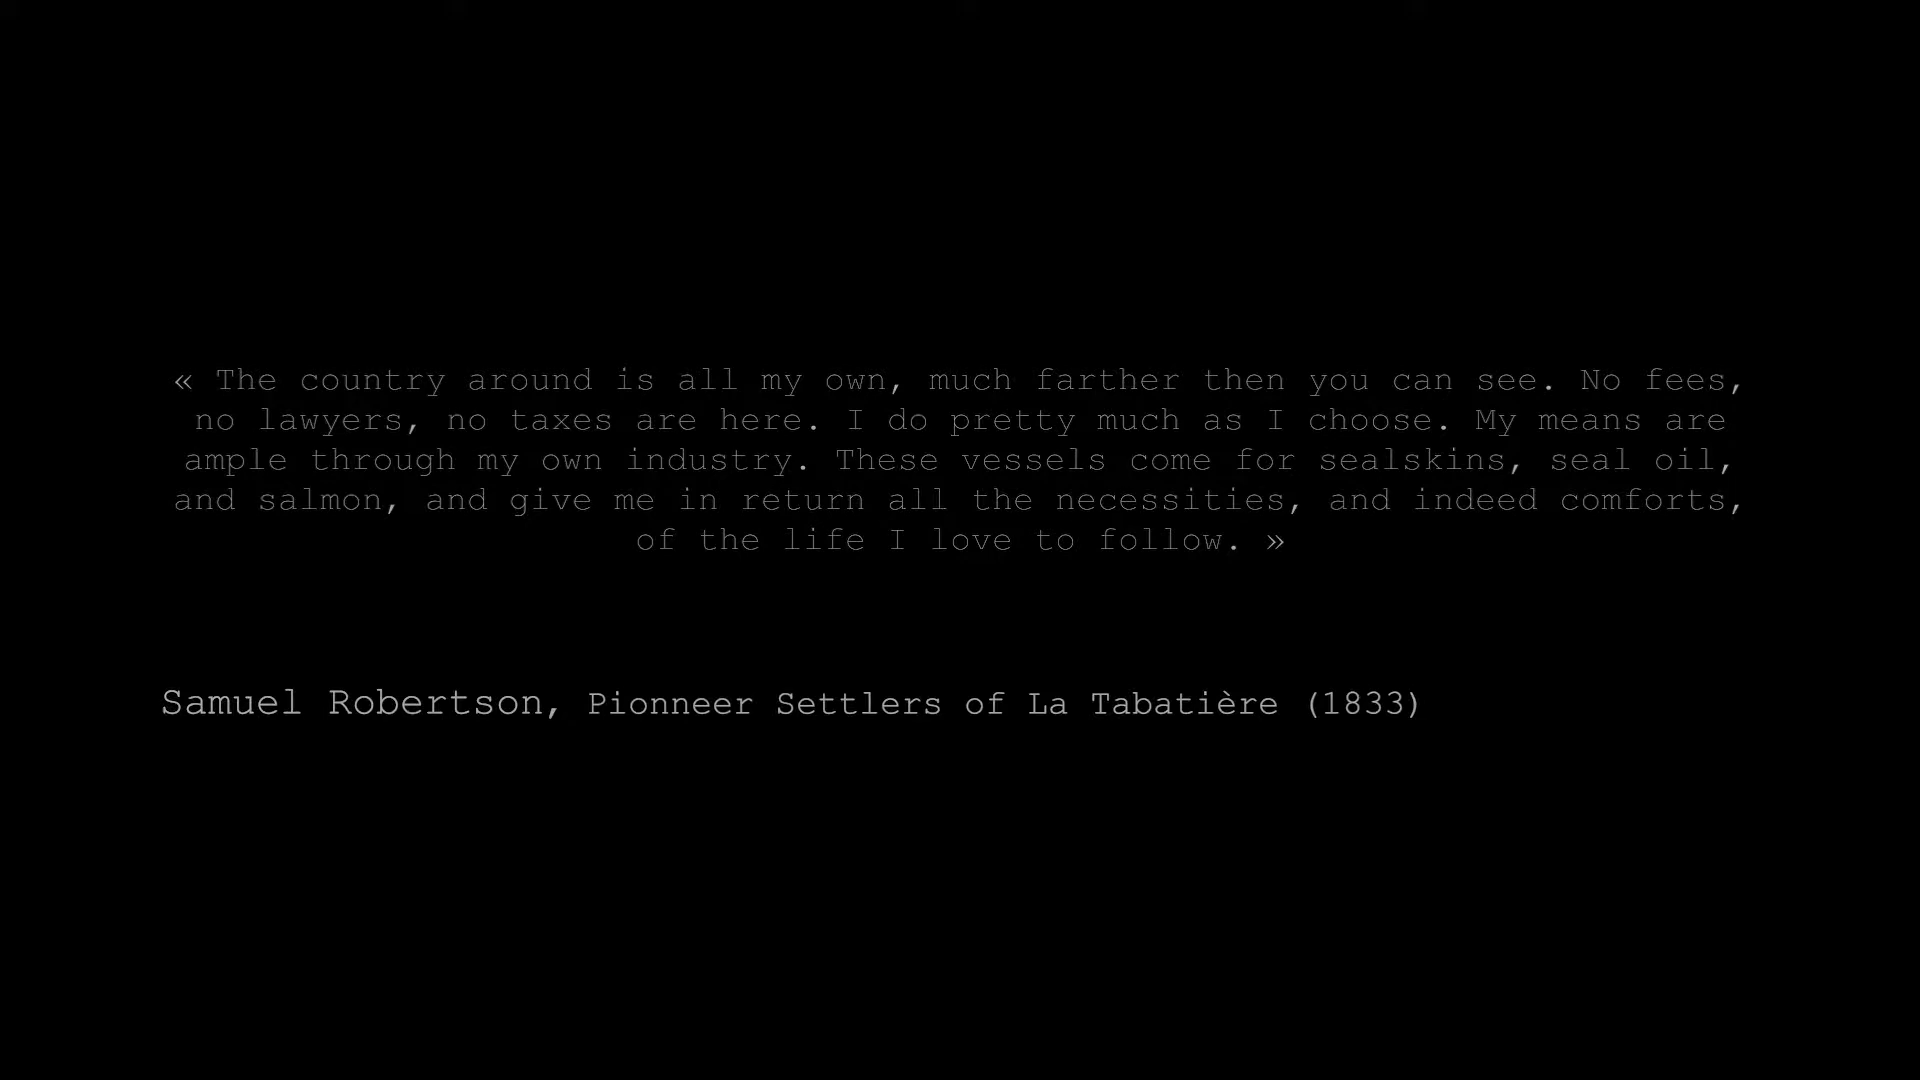 « The country around is all my own, much farther then you can see. No fees,
no lawyers, no taxes are here. I do pretty much as I choose. My means are
ample through my own industry. These vessels come for sealskins, seal oil,
and salmon, and give me in return all the necessities, and indeed comforts,
of the life I love to follow. »
Samuel Robertson, Pionneer Settlers of La Tabatière (1833)